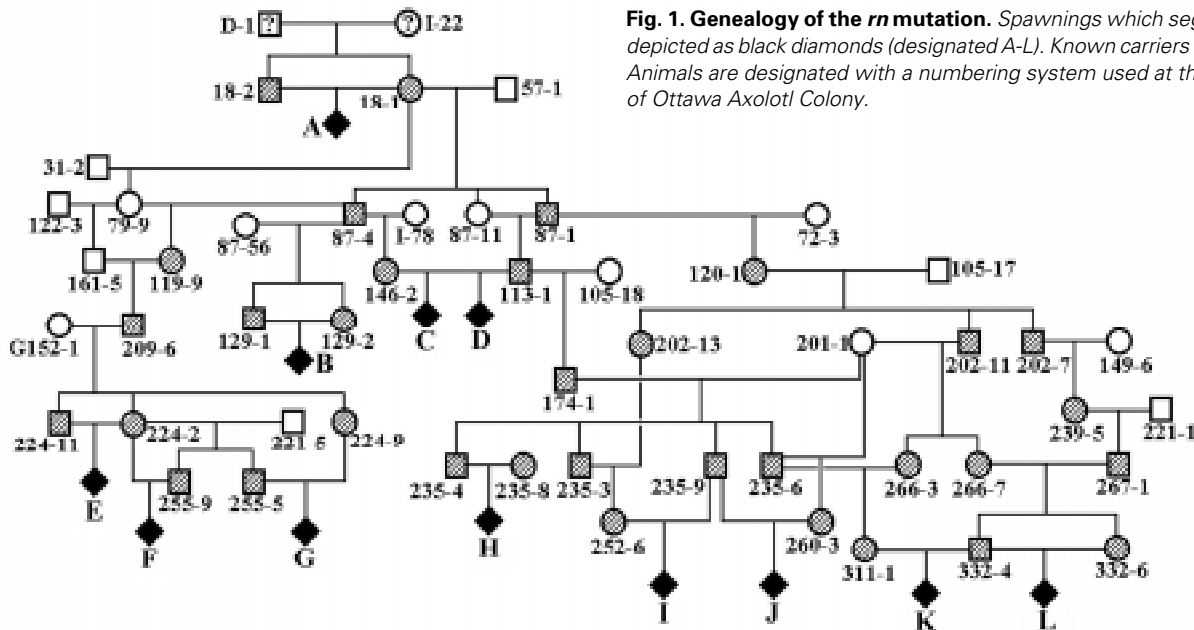 Fig. 1. Genealogy of the rn mutation. Spawnings which seg
depicted as black diamonds (designated A-L). Known carriers
Animals are designated with a numbering system used at th
of Ottawa Axolotl Colony.
D-1 ? ? I-22
18-2 18-1 57-1
A
31-2
122-3 79-9 87-56 87-4 I-78 87-11 87-1 72-3
161-5 119-9 146-2 113-1 105-18 120-1 105-17
G152-1 209-6 129-1 B 129-2 C D 202-13 201-1 202-11 202-7 149-6
174-1
224-11 224-2 221-5 224-9 239-5 221-1
E 255-9 255-5 235-4 235-8 235-3 235-9 235-6 266-3 266-7 267-1
F G H 252-6 260-3
311-1 332-4 332-6
I J K L